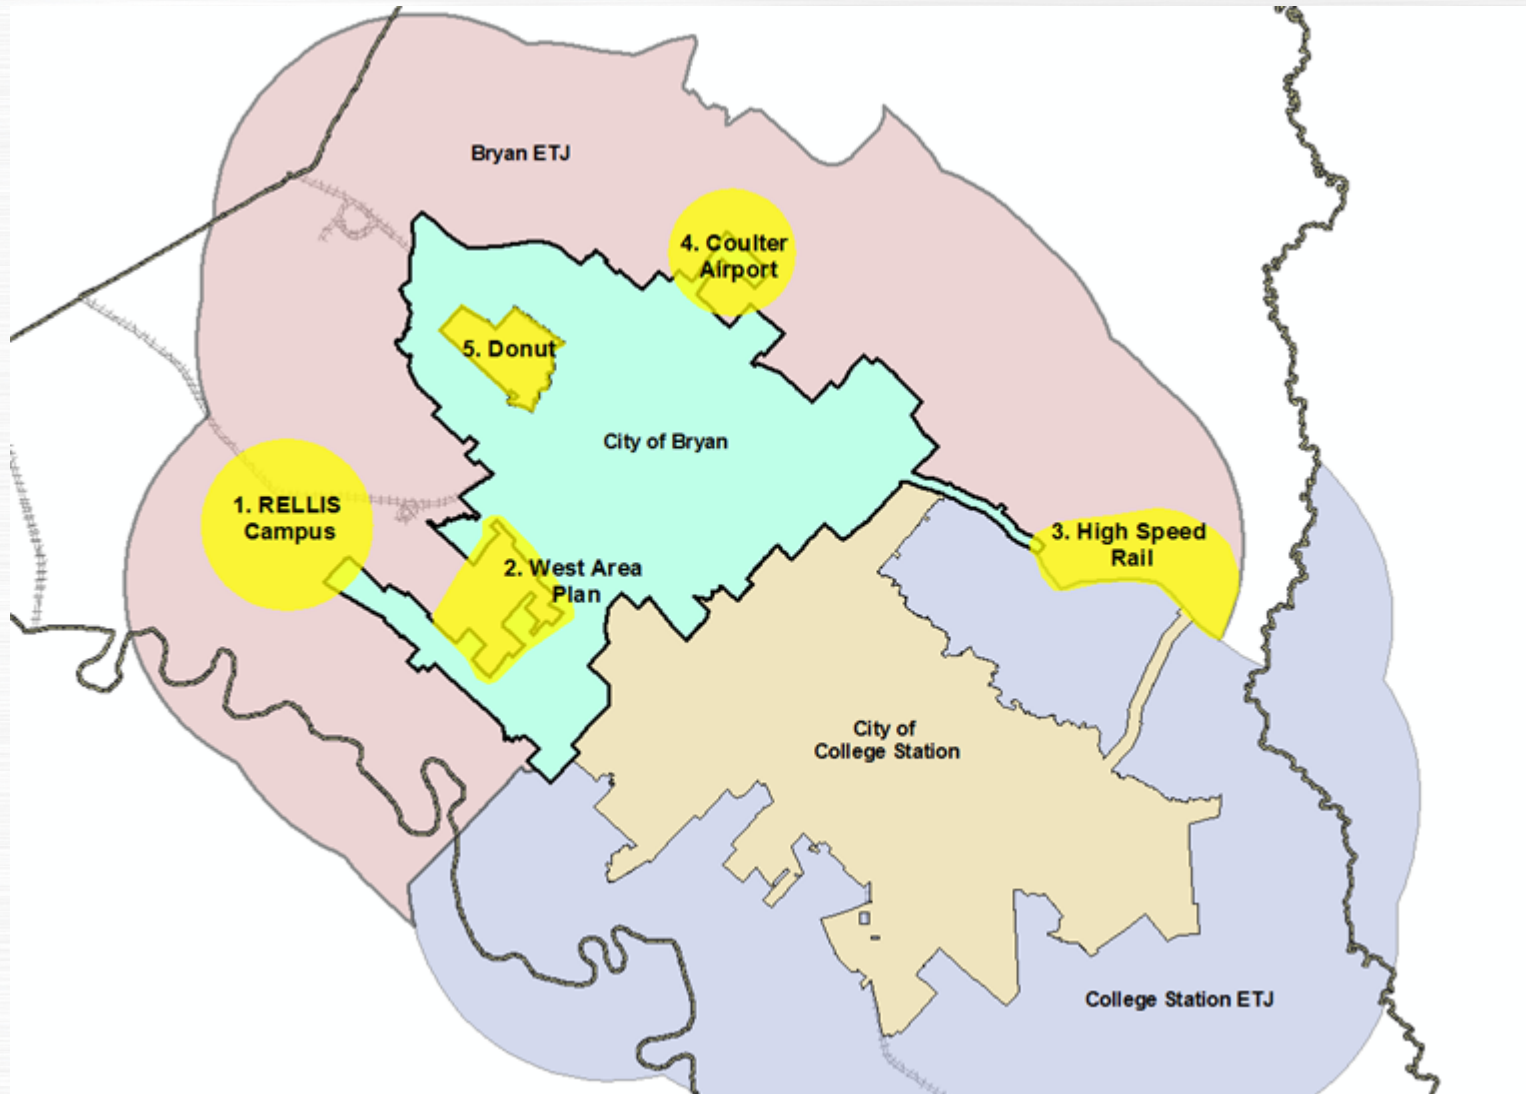 Bryan ETJ
4. Coulter
Airport
5. Donut
City of Bryan
1. RELLIS
Campus
3. High Speed
Rail
2. West Area
Plan
City of
College Station
College Station ETJ